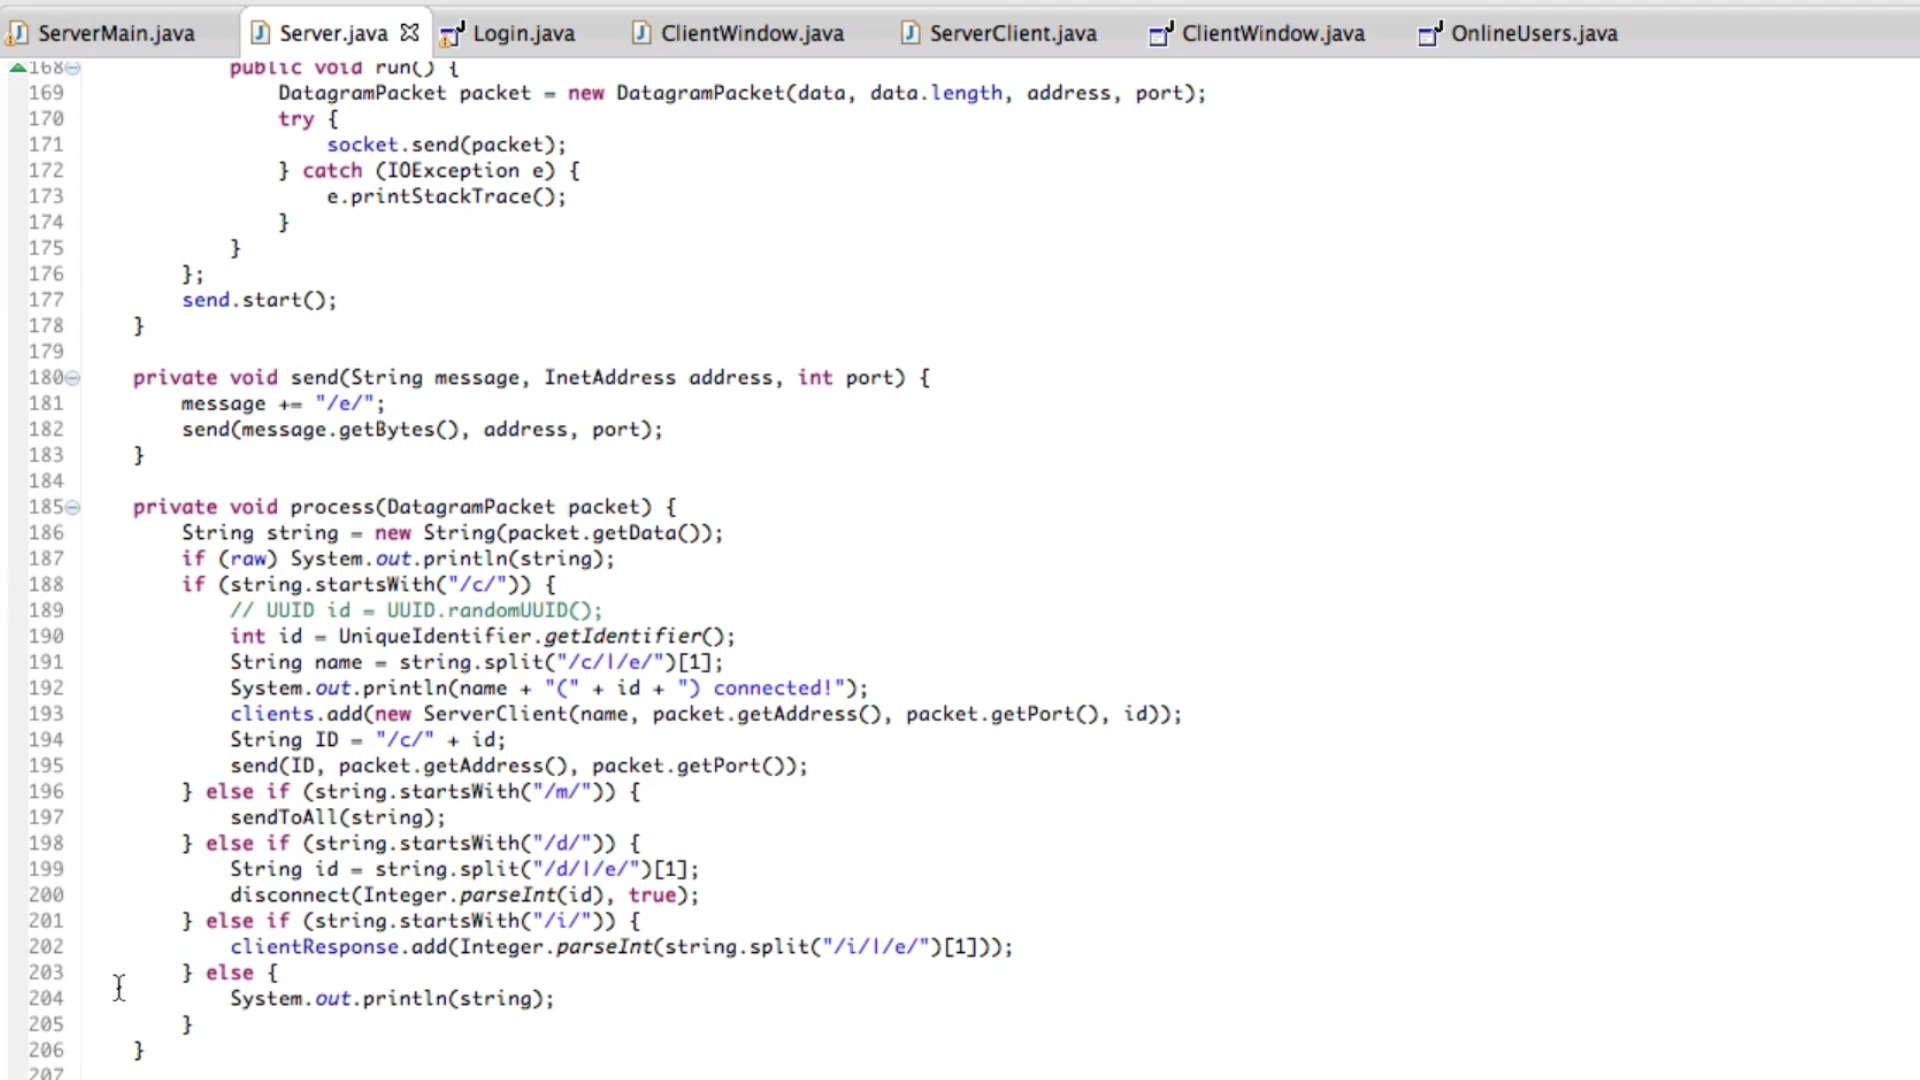 ServerMain.java Server.java Login.java ClientWindow.java ServerClient.java ClientWindow.java OnlineUsers.java
168 public void run() {
169 DatagramPacket packet = new DatagramPacket(data, data.length, address, port);
170 try {
171 socket.send(packet);
172 } catch (IOException e) {
173 e.printStackTrace();
174 }
175 }
176 };
177 send.start();
178 }
179
180 private void send(String message, InetAddress address, int port) {
181 message += "/e/";
182 send(message.getBytes(), address, port);
183 }
184
185 private void process(DatagramPacket packet) {
186 String string = new String(packet.getData());
187 if (raw) System.out.println(string);
188 if (string.startsWith("/c/")) {
189 // UUID id = UUID.randomUUID();
190 int id = UniqueIdentifier.getIdentifier();
191 String name = string.split("/c/|/e/")[1];
192 System.out.println(name + "(" + id + ") connected!");
193 clients.add(new ServerClient(name, packet.getAddress(), packet.getPort(), id));
194 String ID = "/c/" + id;
195 send(ID, packet.getAddress(), packet.getPort());
196 } else if (string.startsWith("/m/")) {
197 sendToAll(string);
198 } else if (string.startsWith("/d/")) {
199 String id = string.split("/d/|/e/")[1];
200 disconnect(Integer.parseInt(id), true);
201 } else if (string.startsWith("/i/")) {
202 clientResponse.add(Integer.parseInt(string.split("/i/|/e/")[1]));
203 } else {
204 System.out.println(string);
205 }
206 }
207